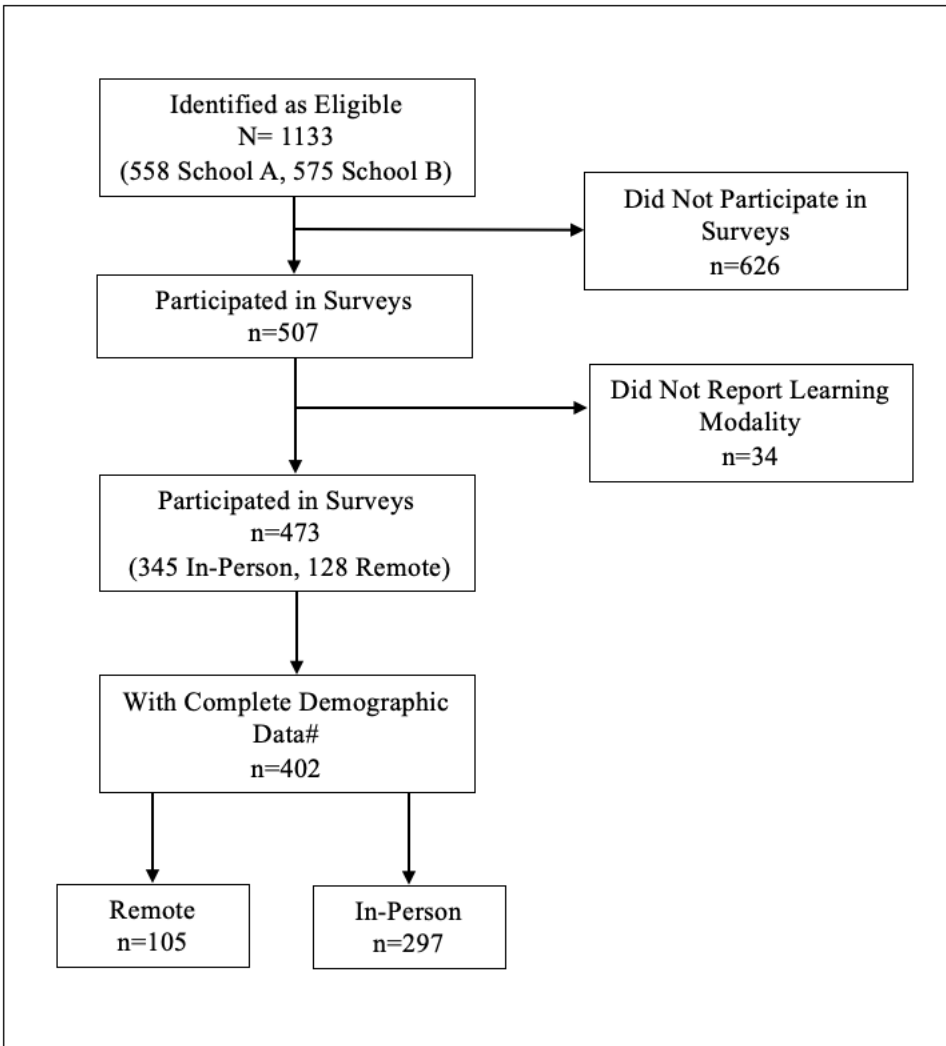 Identified as Eligible
N= 1133
(558 School A, 575 School B)
Did Not Participate in
Surveys
n=626
Participated in Surveys
n=507
Did Not Report Learning
Modality
n=34
Participated in Surveys
n=473
(345 In-Person, 128 Remote)
With Complete Demographic
Data#
n=402
Remote
n=105
In-Person
n=297